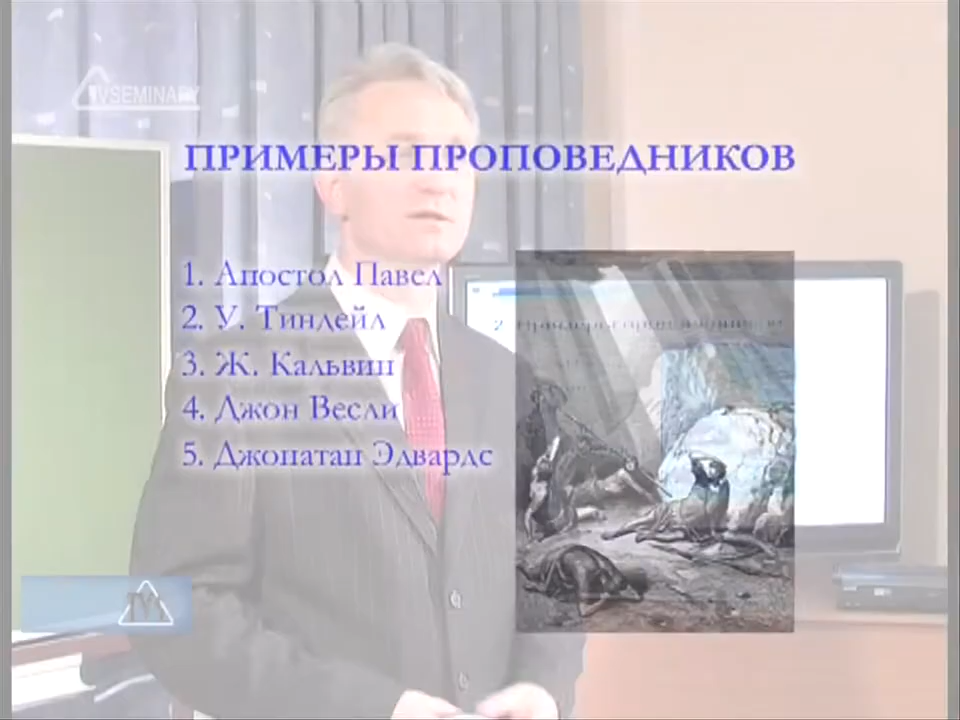 TVSEMINARY
ПРИМЕРЫ ПРОПОВЕДНИКОВ
1. Апостол Павел
2. У. Тиндейл
3. Ж. Кальвин
4. Джон Весли
5. Джонатан Эдвардс